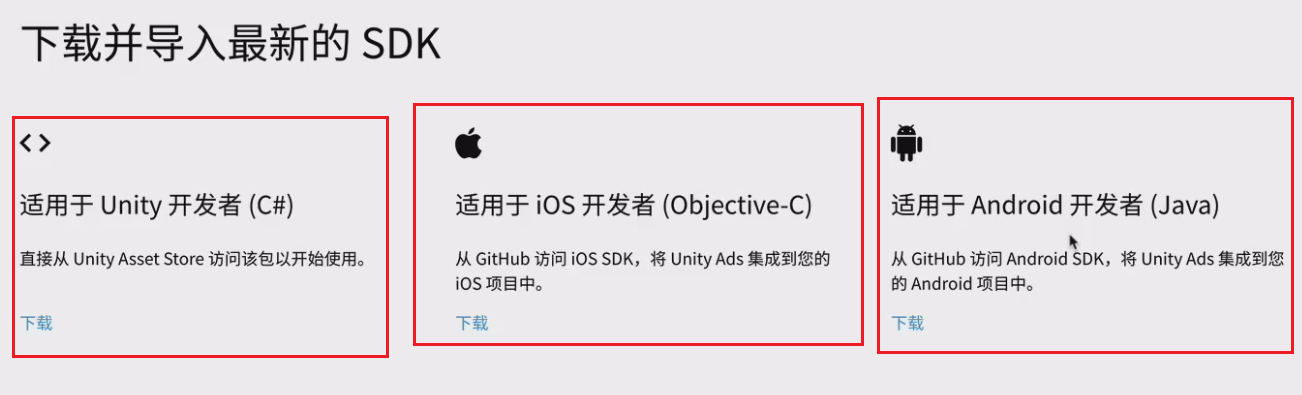 下载并导入最新的 SDK
适用于 Unity 开发者 (C#)
直接从 Unity Asset Store 访问该包以开始使用。
下载
适用于 iOS 开发者 (Objective-C)
从 GitHub 访问 iOS SDK，将 Unity Ads 集成到您的
iOS 项目中。
下载
适用于 Android 开发者 (Java)
从 GitHub 访问 Android SDK，将 Unity Ads 集成到您
的 Android 项目中。
下载